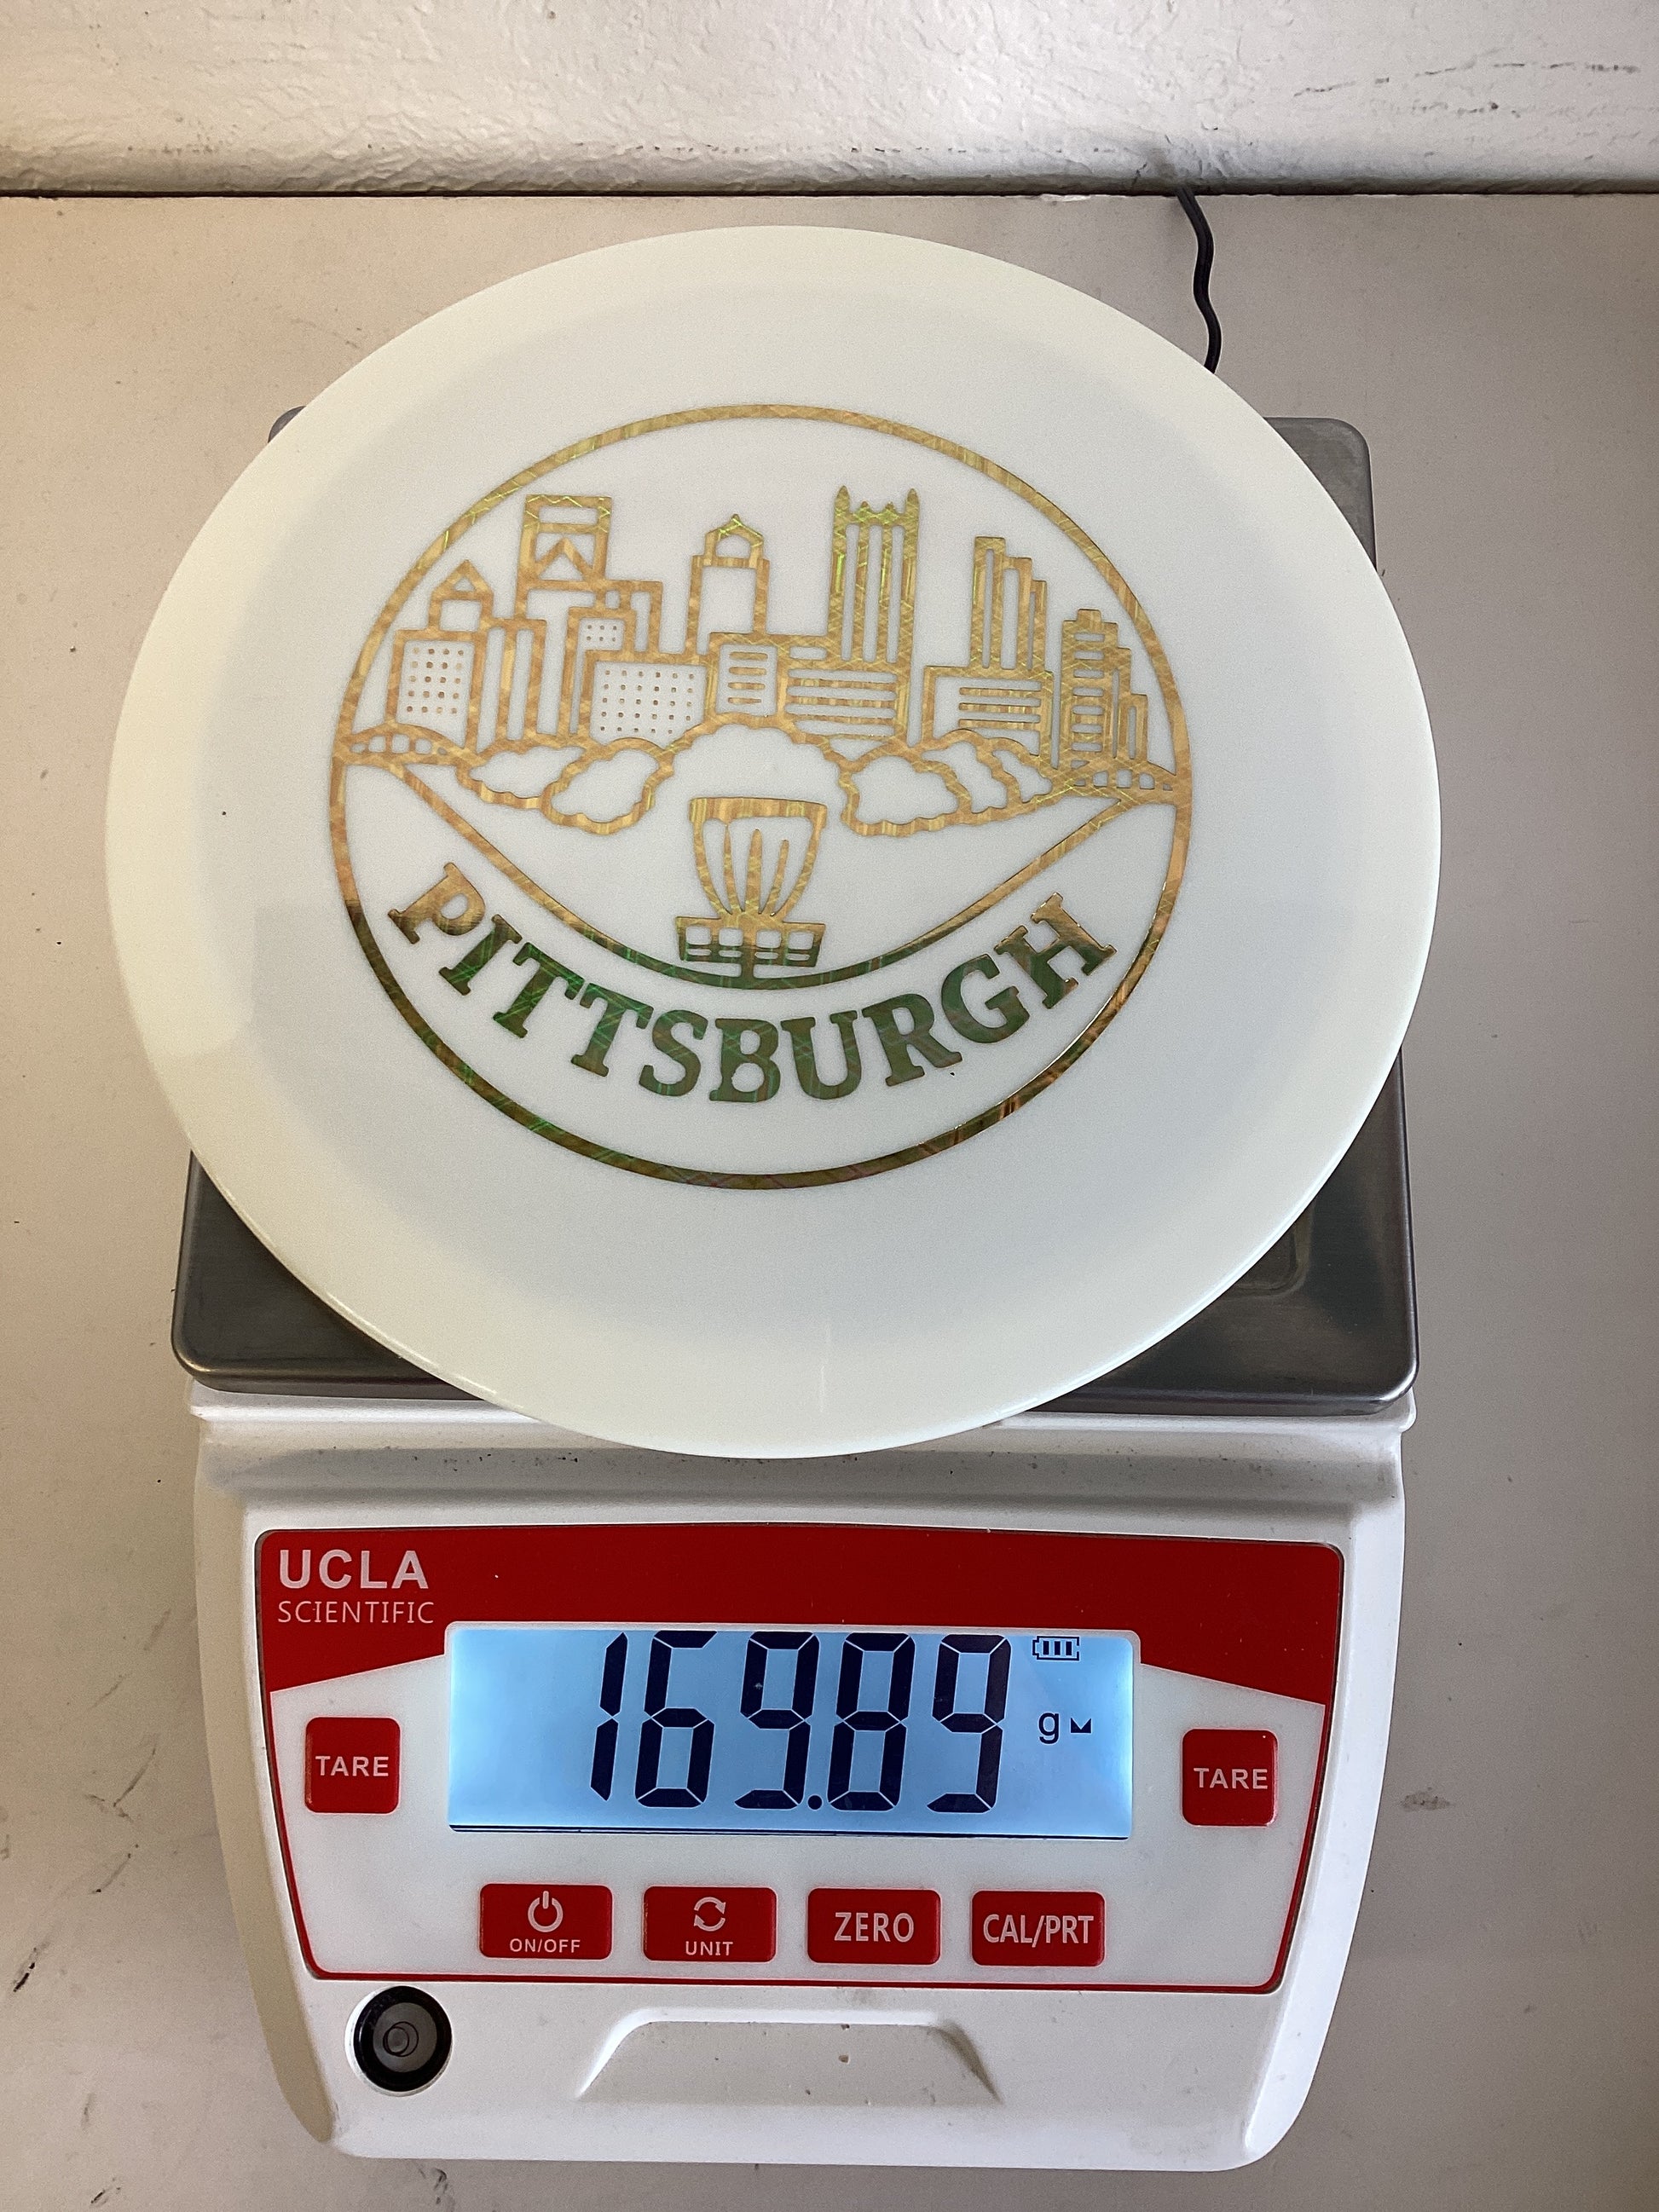 PITTSBURGH
UCLA
SCIENTIFIC
169.89 g
TARE
TARE
ON/OFF
UNIT
ZERO
CAL/PRT